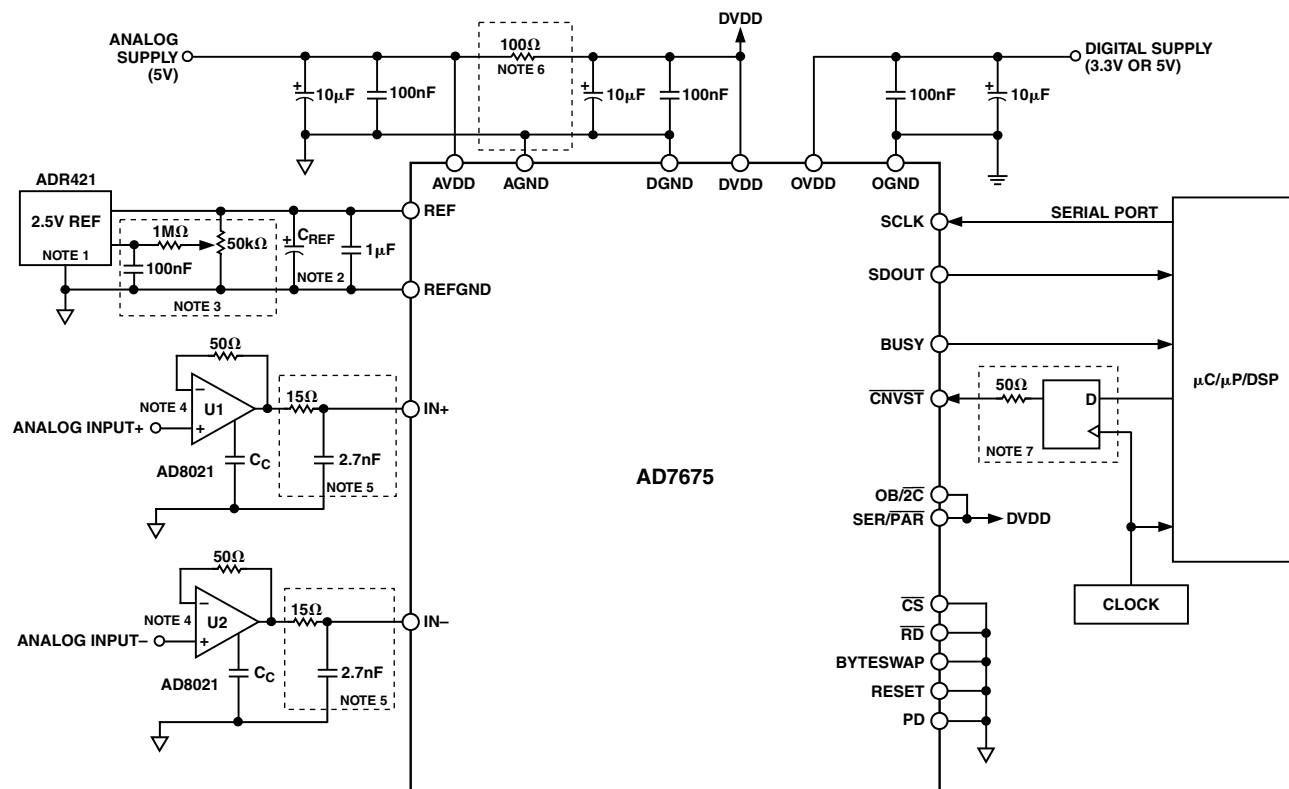 DVDD
ANALOG
SUPPLY
(5V)
100Ω
NOTE 6
DIGITAL SUPPLY
(3.3V OR 5V)
+
10µF
100nF
+
10µF
100nF
100nF
+
10µF
AVDD
AGND
DGND
DVDD
OVDD
OGND
ADR421
2.5V REF
NOTE 1
1MΩ
50kΩ
100nF
NOTE 3
+
CREF
NOTE 2
1µF
REF
REFGND
50Ω
–
NOTE 4
U1
ANALOG INPUT+
+
AD8021
CC
15Ω
2.7nF
NOTE 5
IN+
50Ω
–
NOTE 4
U2
ANALOG INPUT–
+
AD8021
CC
15Ω
2.7nF
NOTE 5
IN–
AD7675
SCLK
SERIAL PORT
SDOUT
BUSY
µC/µP/DSP
CNVST
50Ω
D
NOTE 7
OB/2C
SER/PAR
DVDD
CLOCK
CS
RD
BYTESWAP
RESET
PD